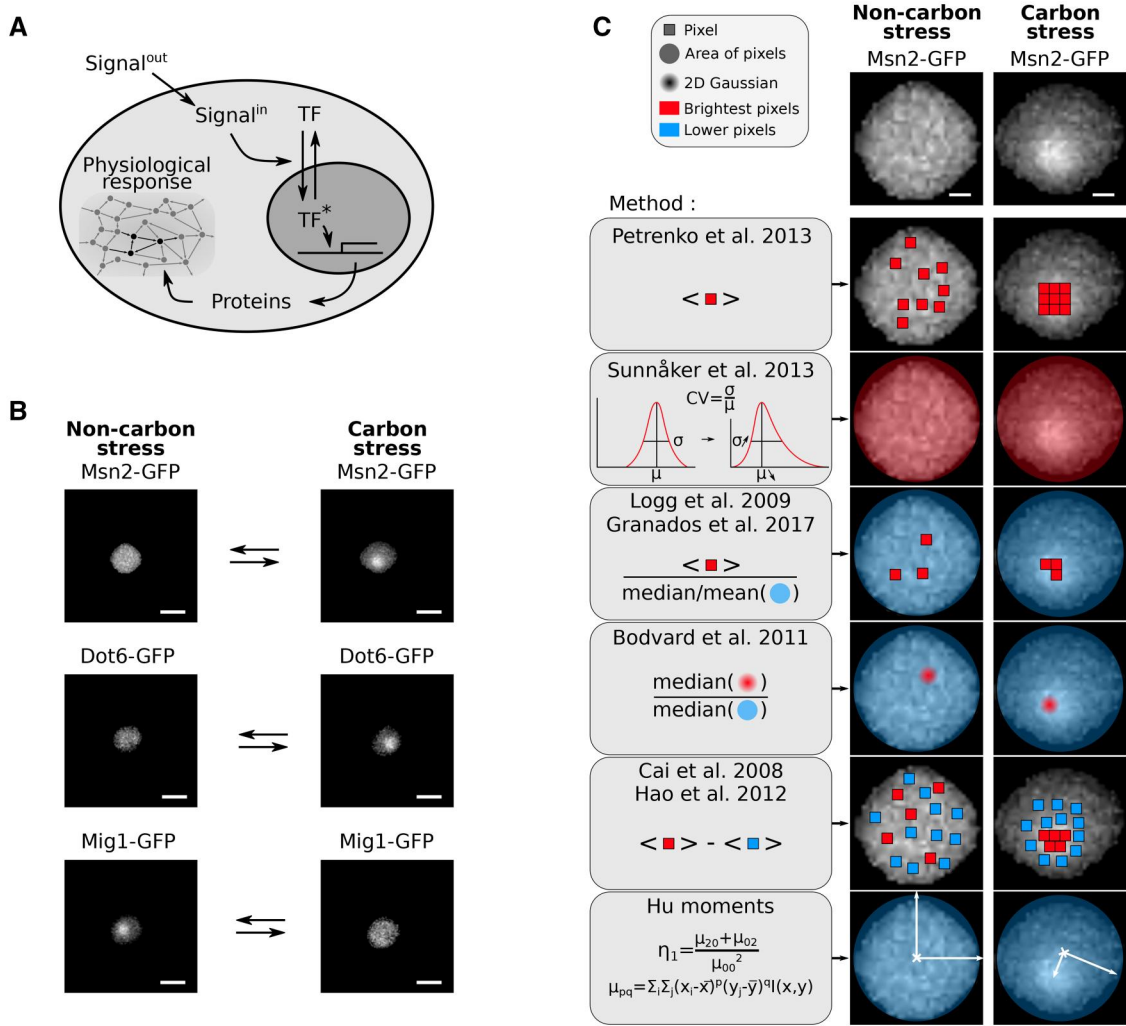 A
Signal^out
Signal^in
TF
Physiological
response
TF*
Proteins
B
Non-carbon
stress
Msn2-GFP
Carbon
stress
Msn2-GFP
Dot6-GFP
Dot6-GFP
Mig1-GFP
Mig1-GFP
C
Pixel
Area of pixels
2D Gaussian
Brightest pixels
Lower pixels
Non-carbon
stress
Msn2-GFP
Carbon
stress
Msn2-GFP
Method :
Petrenko et al. 2013
< >
Sunnåker et al. 2013
CV=σ/μ
σ
μ
σ
μ
Logg et al. 2009
Granados et al. 2017
< >
median/mean( )
Bodvard et al. 2011
median( )
median( )
Cai et al. 2008
Hao et al. 2012
< > - < >
Hu moments
η₁=μ₂₀+μ₀₂/μ₀₀²
μpq=ΣᵢΣⱼ(xᵢ-x̄)ᵖ(yⱼ-ȳ)^qI(x,y)